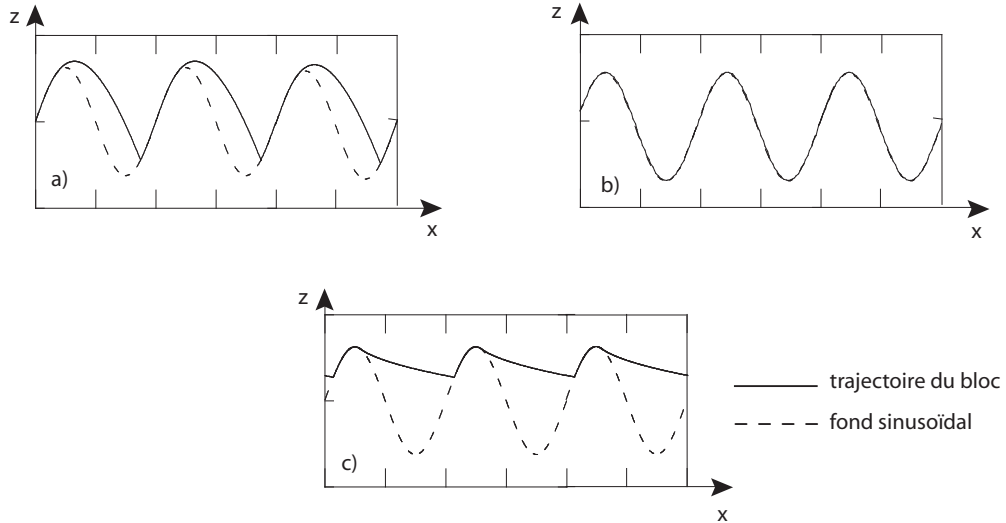 z
a)
x
z
b)
x
z
c)
x
trajectoire du bloc
fond sinusoïdal